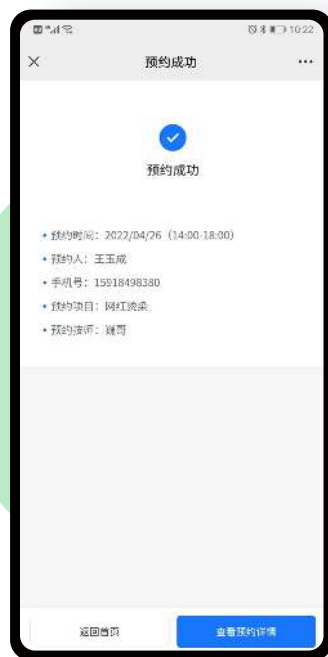 10:22
预约成功
预约成功
• 预约时间：2022/04/26（14:00-18:00）
• 预约人：王玉成
• 手机号：15918498380
• 预约项目：网红烫染
• 预约技师：巍哥
返回首页
查看预约详情